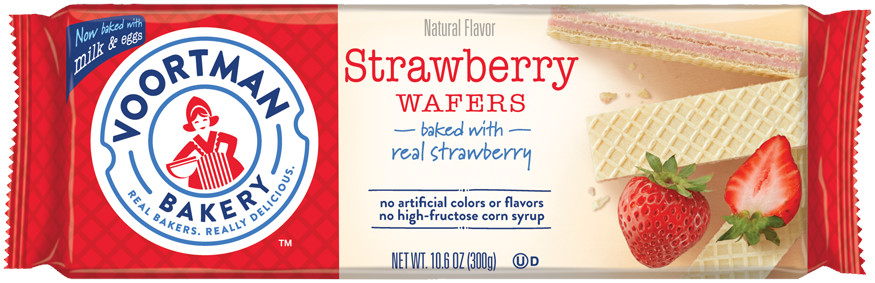 Now baked with
milk & eggs
VOORTMAN
BAKERY
REAL BAKERS. REALLY DELICIOUS.
TM
Natural Flavor
Strawberry
WAFERS
baked with
real strawberry
no artificial colors or flavors
no high-fructose corn syrup
NET WT. 10.6 OZ (300g) U D